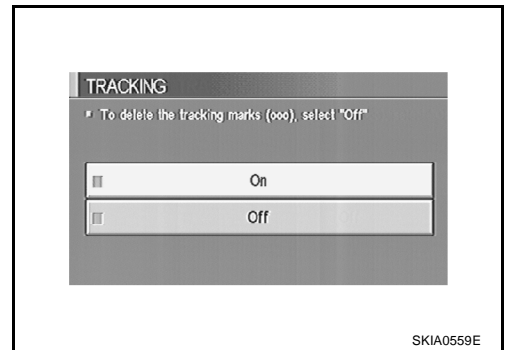 TRACKING
To delete the tracking marks (ooo), select "Off"
On
Off
SKIA0559E